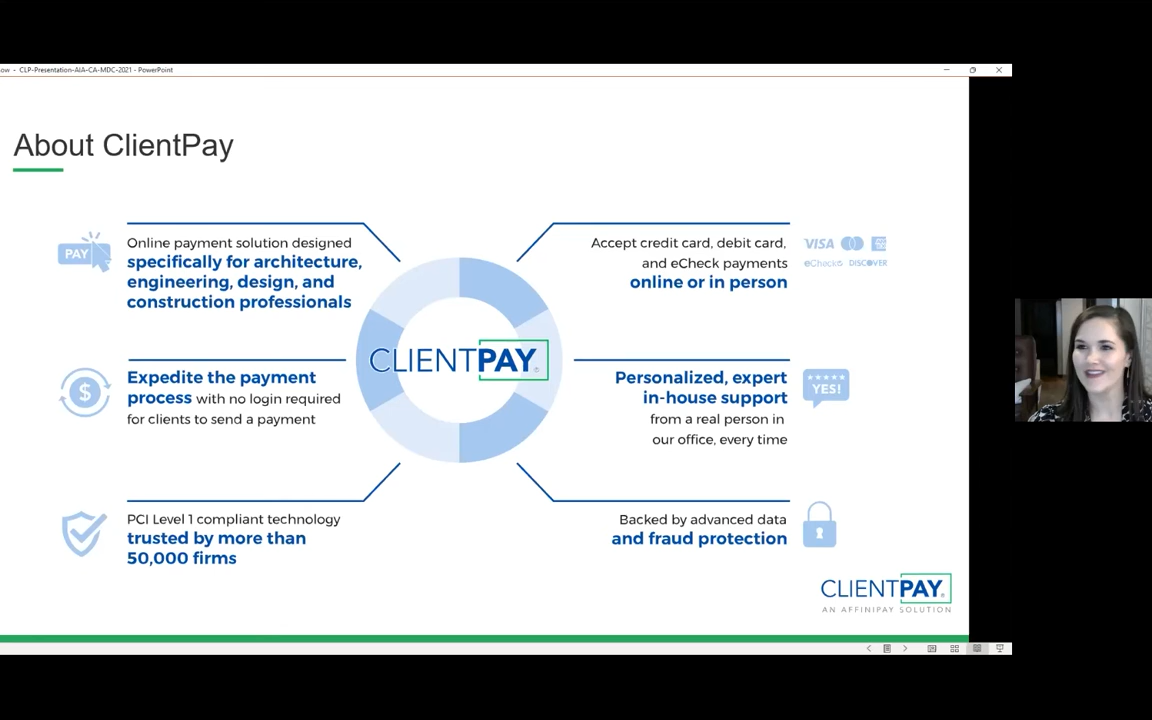 ow - CLP-Presentation-AIA-CA-MDC-2021 - PowerPoint
About ClientPay
PAY
Online payment solution designed
specifically for architecture,
engineering, design, and
construction professionals
Accept credit card, debit card,
and eCheck payments
online or in person
VISA
eCheck
DISCOVER
$
Expedite the payment
process with no login required
for clients to send a payment
CLIENTPAY
Personalized, expert
in-house support
from a real person in
our office, every time
YES!
PCI Level 1 compliant technology
trusted by more than
50,000 firms
Backed by advanced data
and fraud protection
CLIENTPAY
AN AFFINIPAY SOLUTION